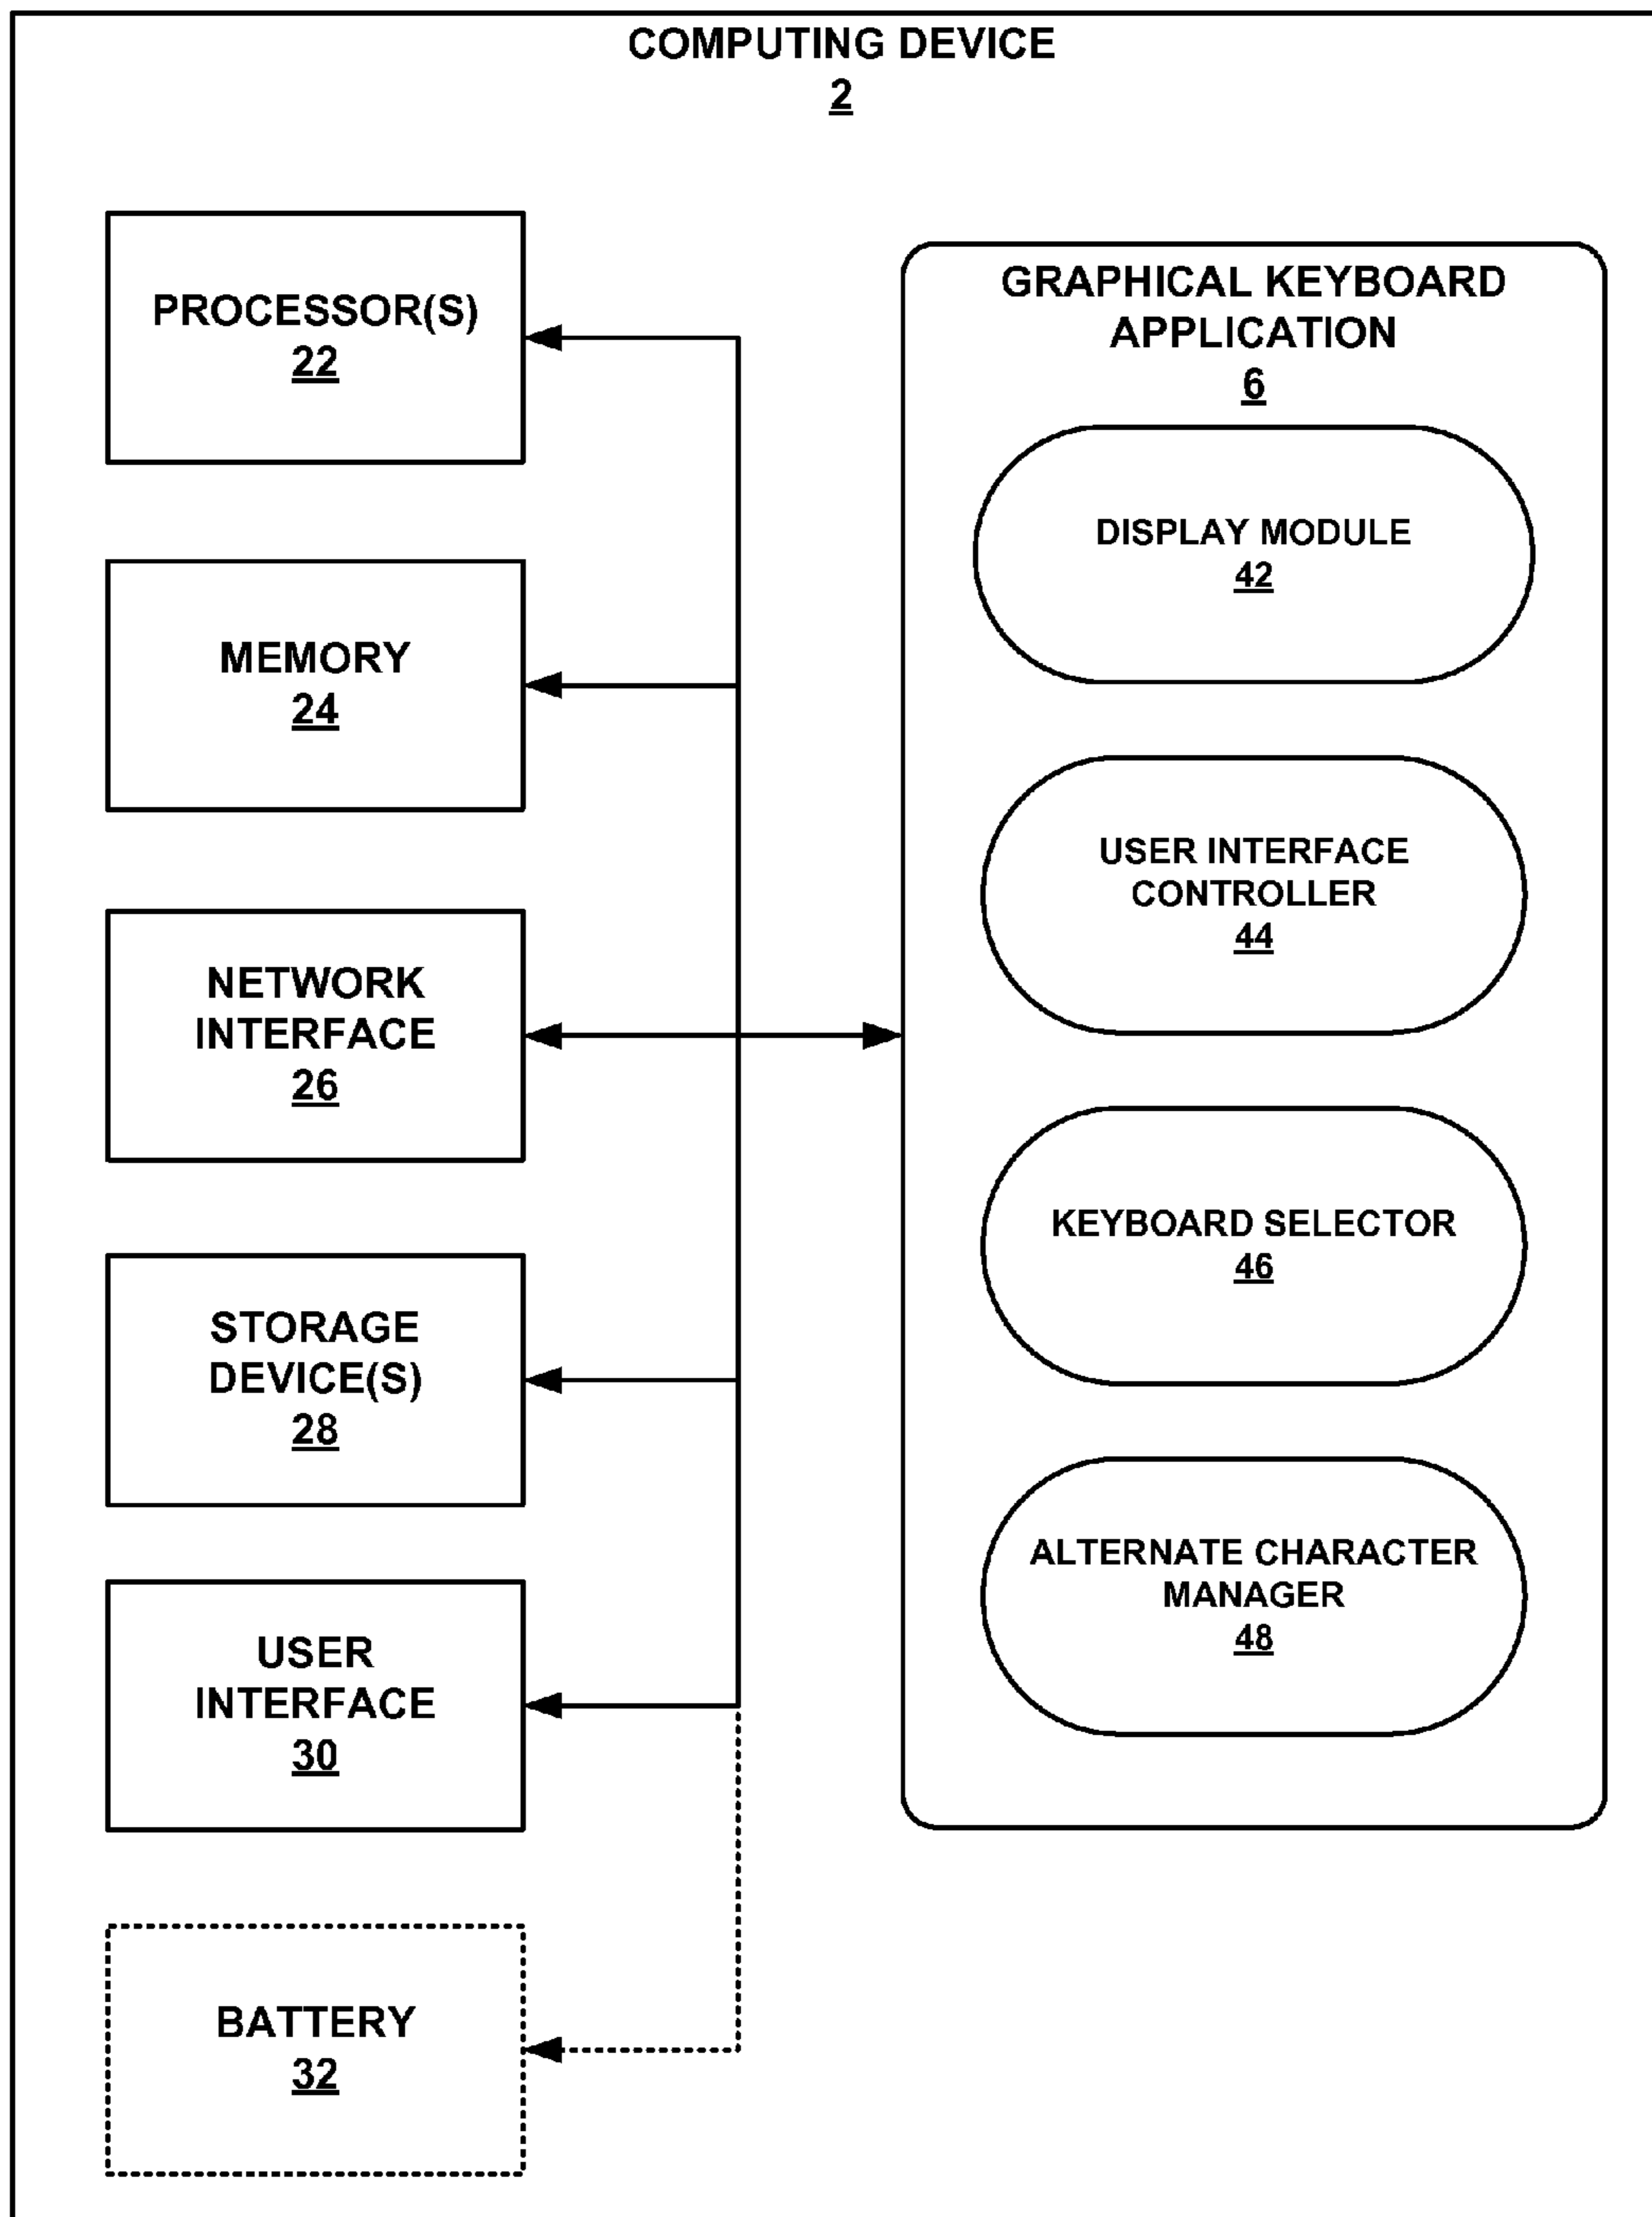 COMPUTING DEVICE
2
PROCESSOR(S)
22
MEMORY
24
NETWORK
INTERFACE
26
STORAGE
DEVICE(S)
28
USER
INTERFACE
30
BATTERY
32
GRAPHICAL KEYBOARD
APPLICATION
6
DISPLAY MODULE
42
USER INTERFACE
CONTROLLER
44
KEYBOARD SELECTOR
46
ALTERNATE CHARACTER
MANAGER
48